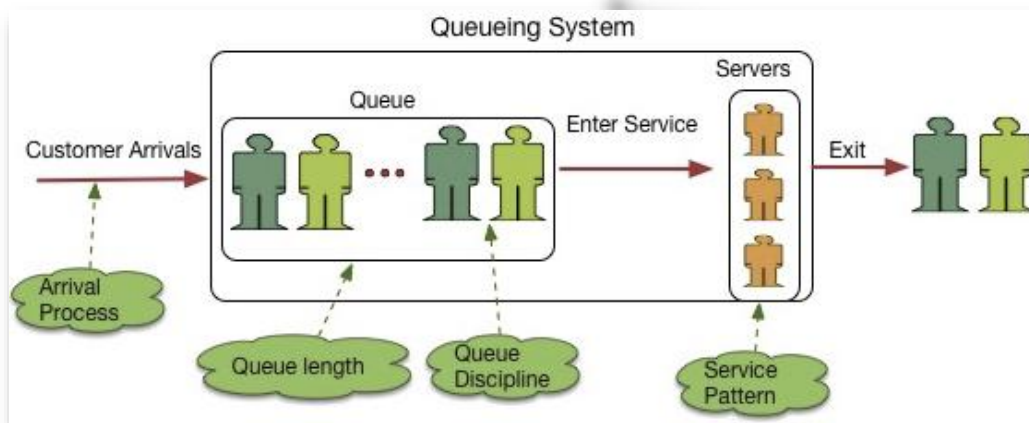 Queueing System
Servers
Queue
Enter Service
Customer Arrivals
Exit
Arrival
Process
Queue length
Queue
Discipline
Service
Pattern